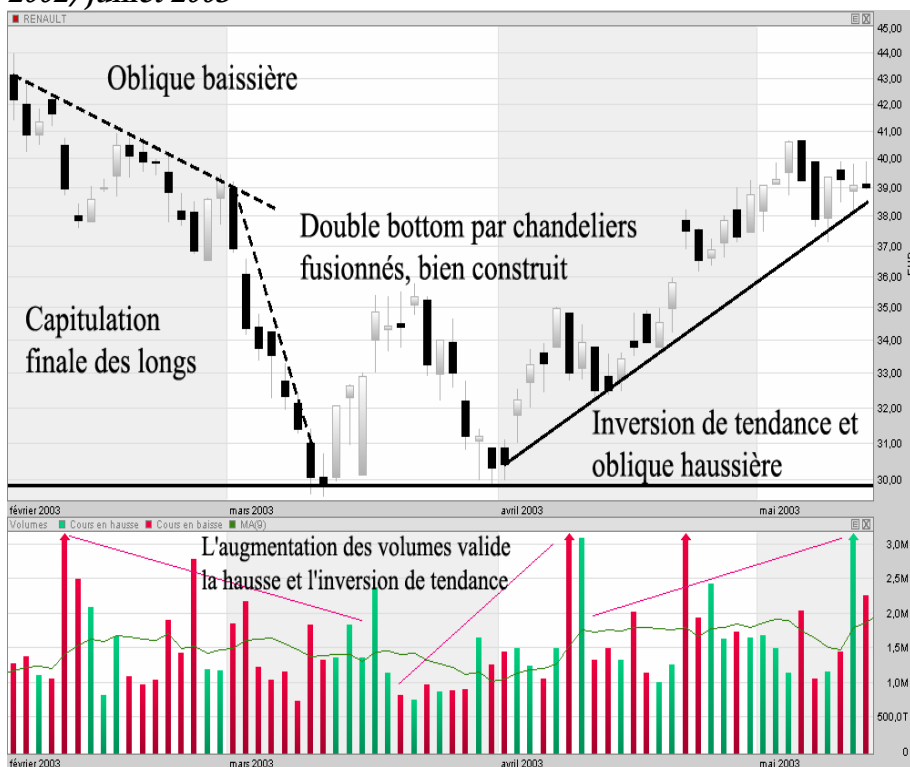 2002/juillet 2003
RENAULT
Oblique baissière
Double bottom par chandeliers
fusionnés, bien construit
Capitulation
finale des longs
Inversion de tendance et
oblique haussière
45,00
44,00
43,00
42,00
41,00
40,00
39,00
38,00
37,00
36,00
35,00
34,00
33,00
32,00
31,00
30,00
février 2003 mars 2003 avril 2003 mai 2003
Volumes Cours en hausse Cours en baisse MA(9)
L'augmentation des volumes valide
la hausse et l'inversion de tendance
3,0M
2,5M
2,0M
1,5M
1,0M
500,0T
0
février 2003 mars 2003 avril 2003 mai 2003